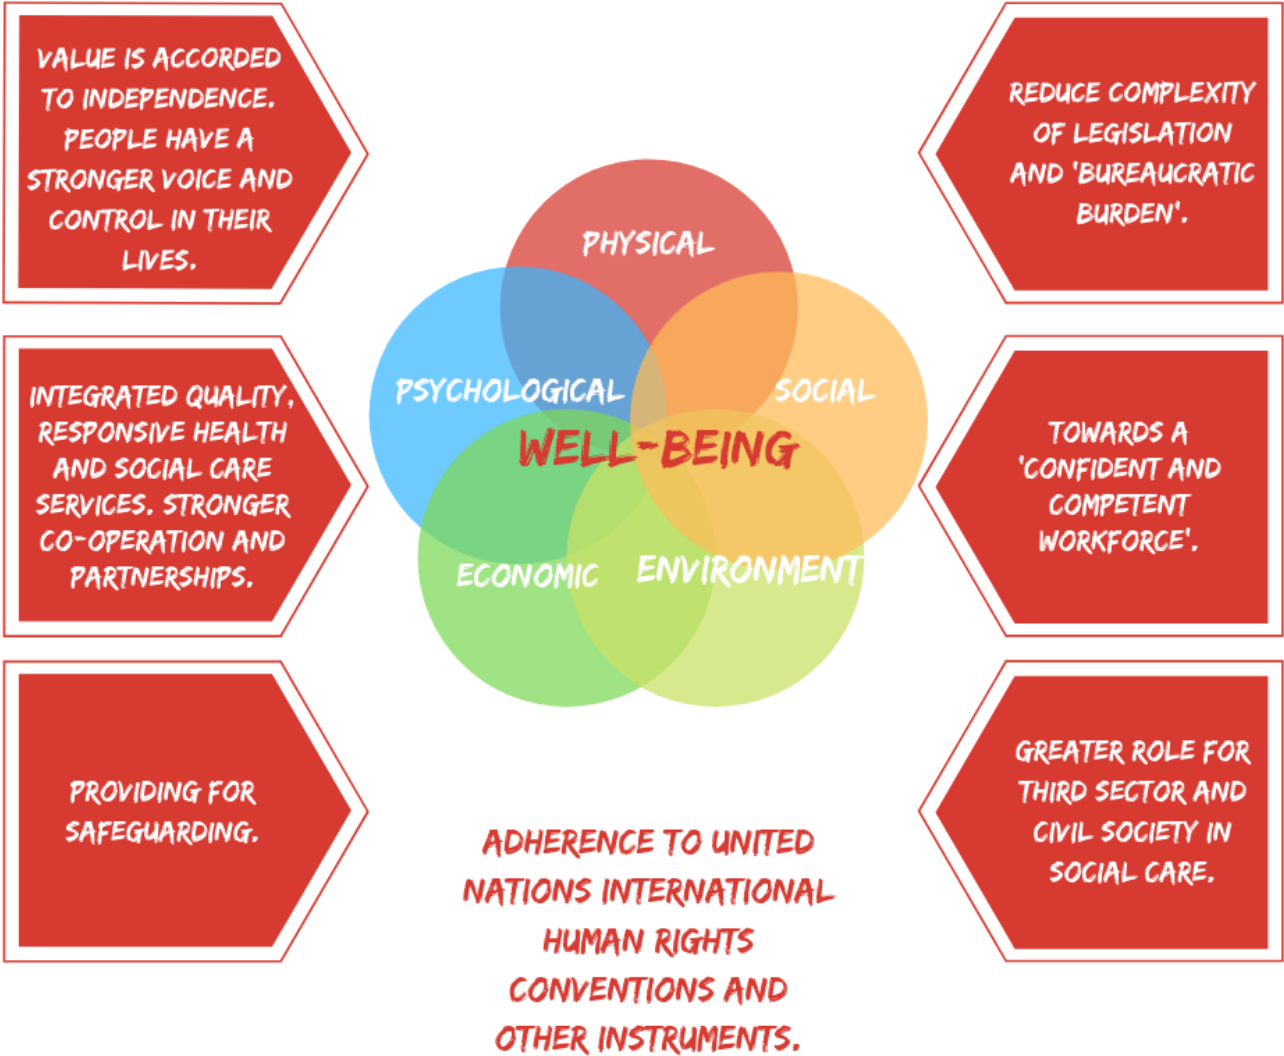 VALUE IS ACCORDED
TO INDEPENDENCE.
PEOPLE HAVE A
STRONGER VOICE AND
CONTROL IN THEIR
LIVES.
INTEGRATED QUALITY,
RESPONSIVE HEALTH
AND SOCIAL CARE
SERVICES. STRONGER
CO-OPERATION AND
PARTNERSHIPS.
PROVIDING FOR
SAFEGUARDING.
PHYSICAL
PSYCHOLOGICAL
SOCIAL
WELL-BEING
ECONOMIC
ENVIRONMENT
ADHERENCE TO UNITED
NATIONS INTERNATIONAL
HUMAN RIGHTS
CONVENTIONS AND
OTHER INSTRUMENTS.
REDUCE COMPLEXITY
OF LEGISLATION
AND 'BUREAUCRATIC
BURDEN'.
TOWARDS A
'CONFIDENT AND
COMPETENT
WORKFORCE'.
GREATER ROLE FOR
THIRD SECTOR AND
CIVIL SOCIETY IN
SOCIAL CARE.